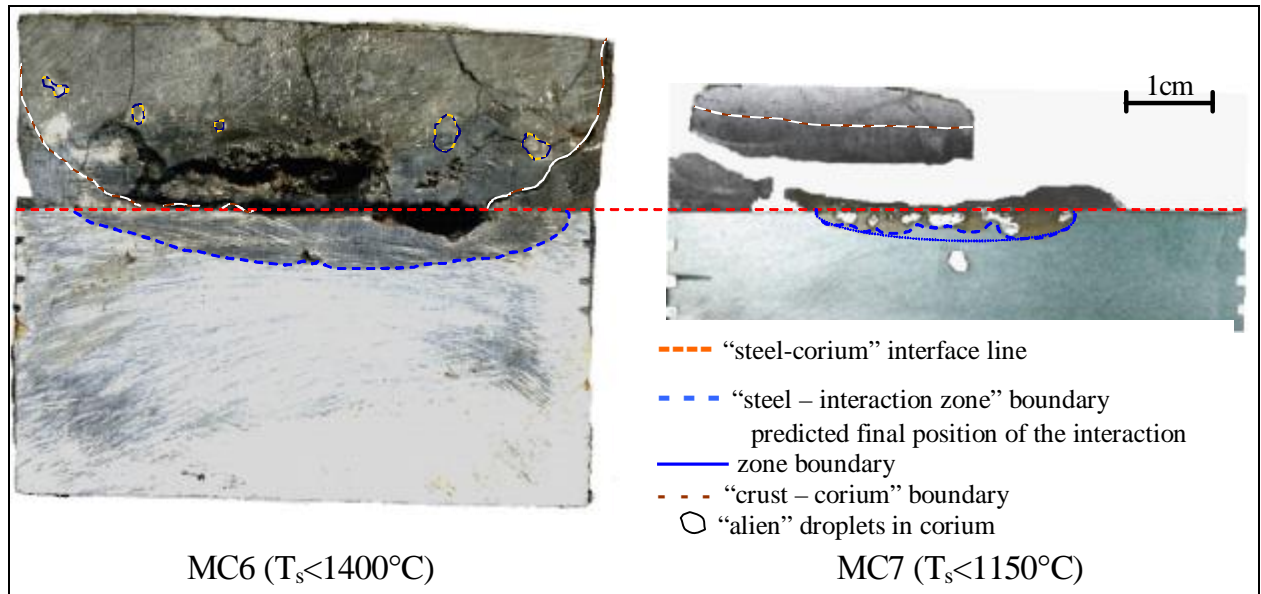 1cm
“steel-corium” interface line
“steel – interaction zone” boundary
predicted final position of the interaction
zone boundary
“crust – corium” boundary
“alien” droplets in corium
MC6 (Ts<1400°C)
MC7 (Ts<1150°C)